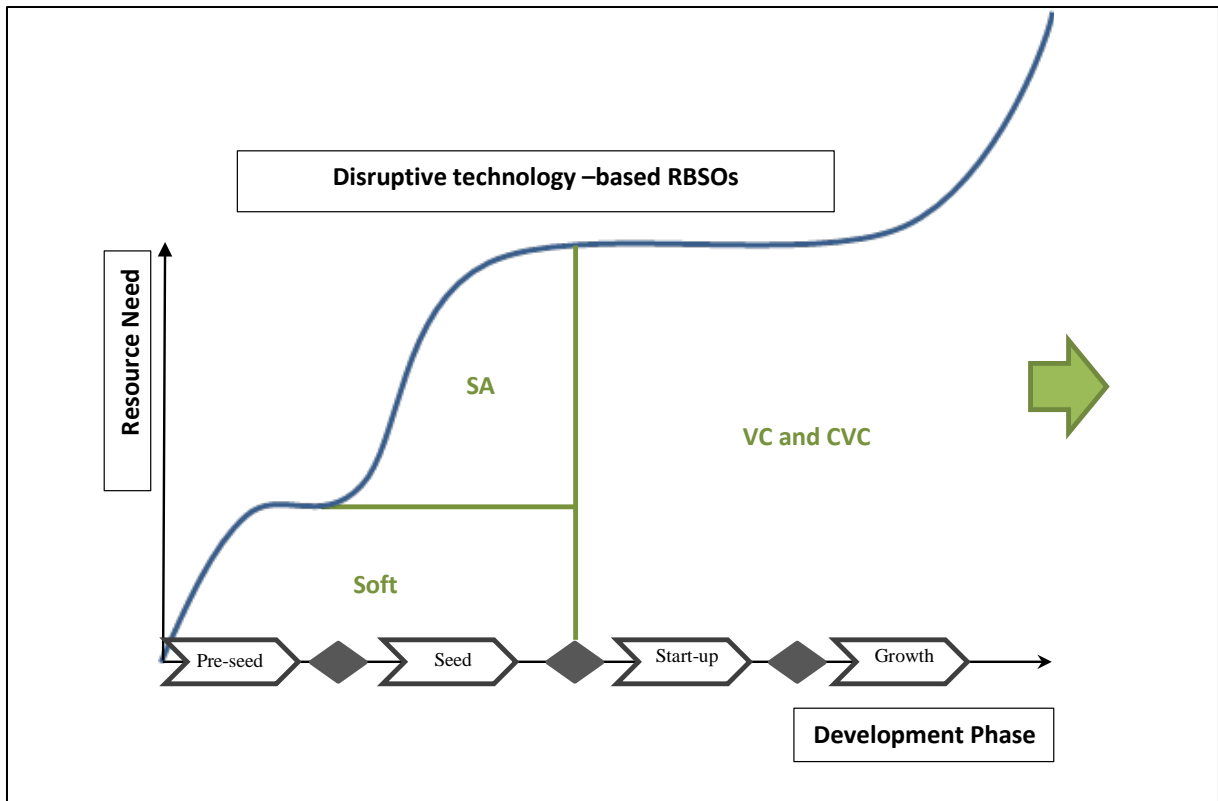 Disruptive technology –based RBSOs
Resource Need
SA
VC and CVC
Soft
Pre-seed
Seed
Start-up
Growth
Development Phase